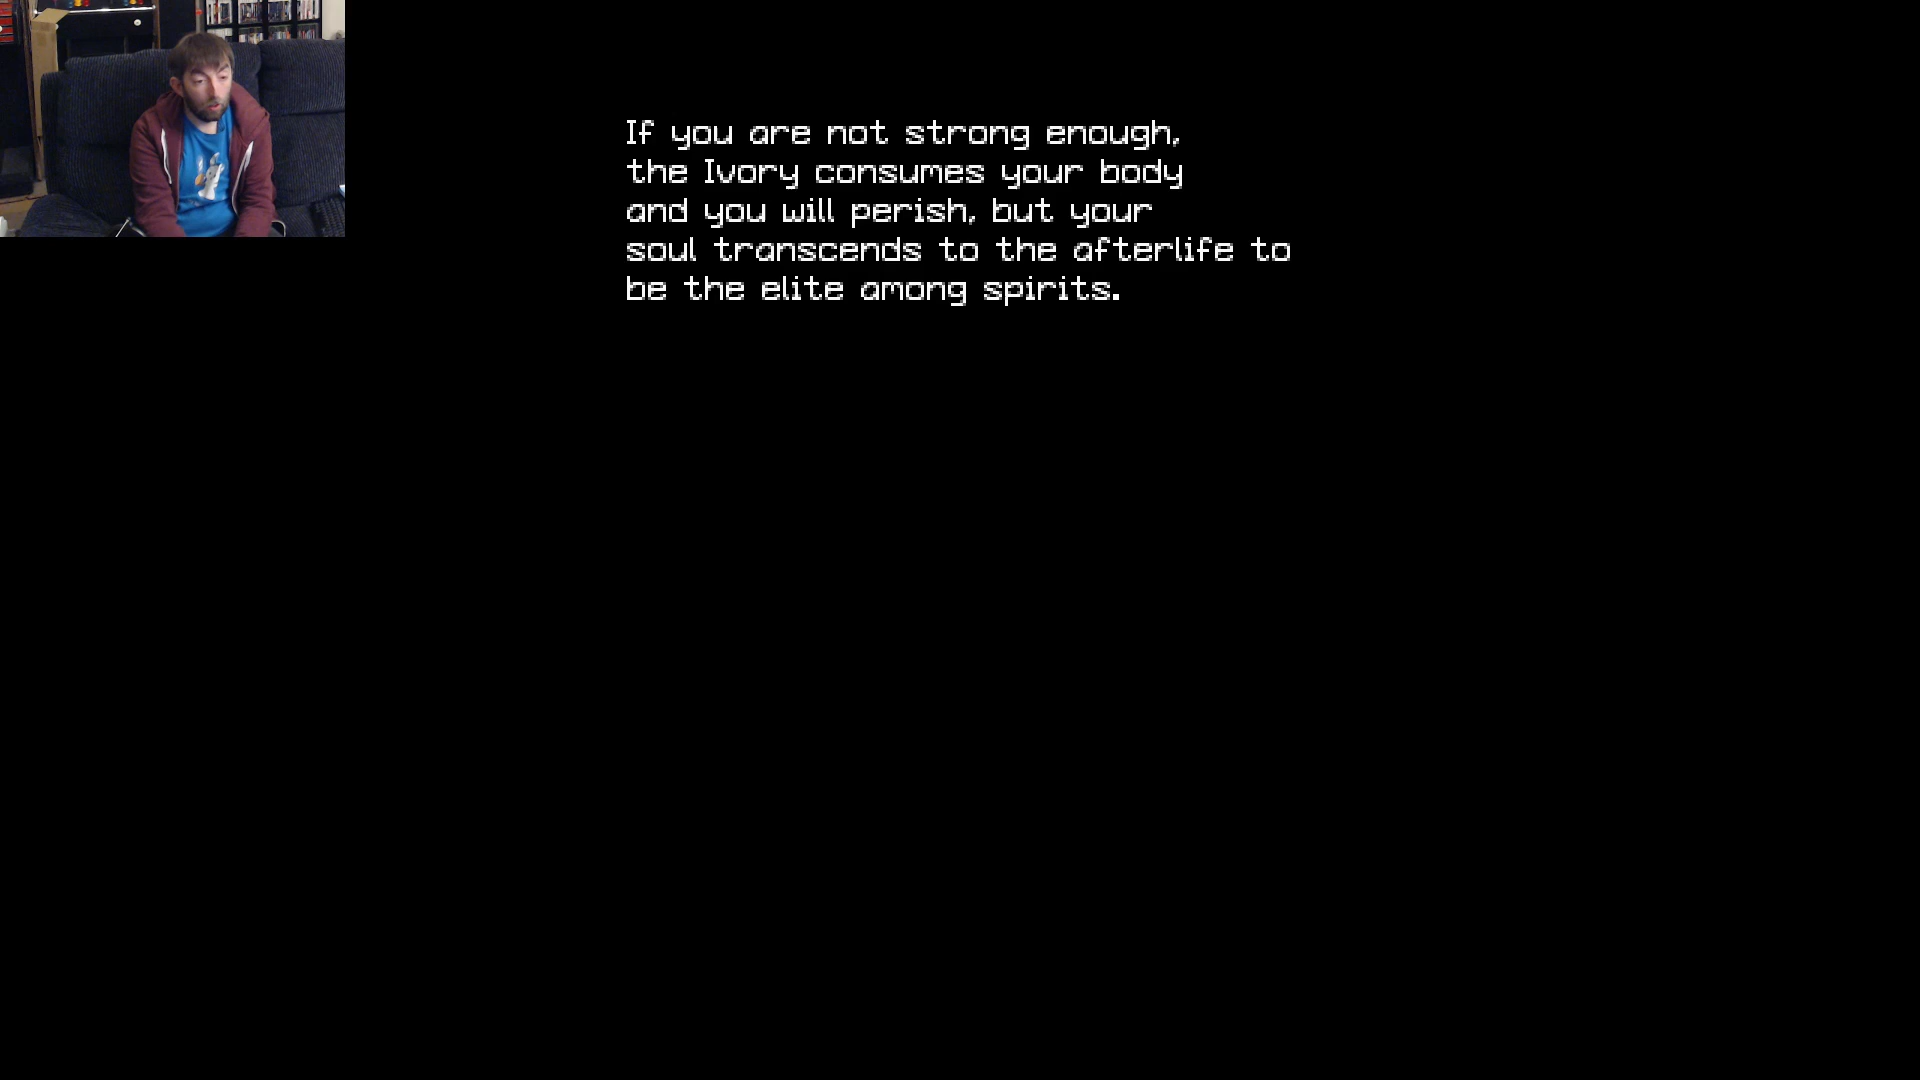 If you are not strong enough,
the Ivory consumes your body
and you will perish, but your
soul transcends to the afterlife to
be the elite among spirits.